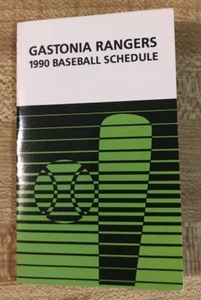 GASTONIA RANGERS
1990 BASEBALL SCHEDULE